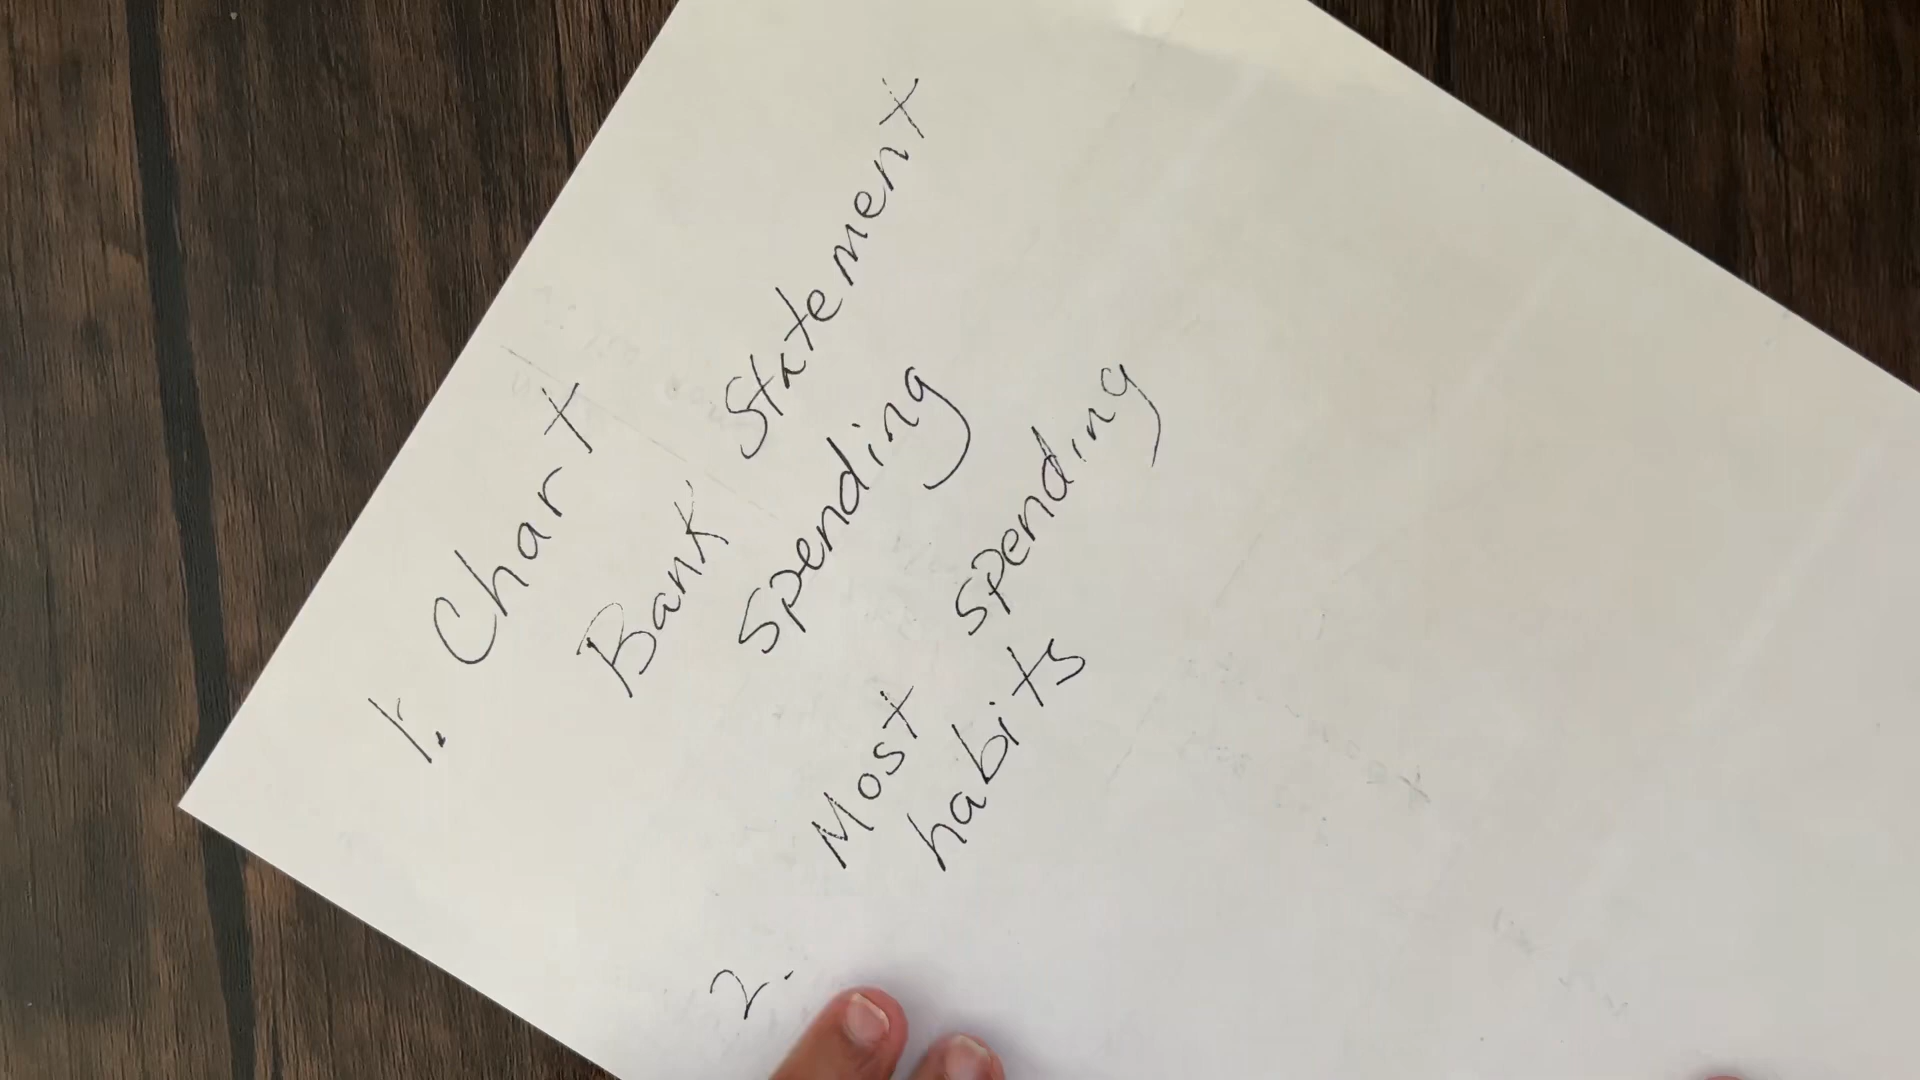 1. Chart
Bank Statement
spending
2. Most spending
habits